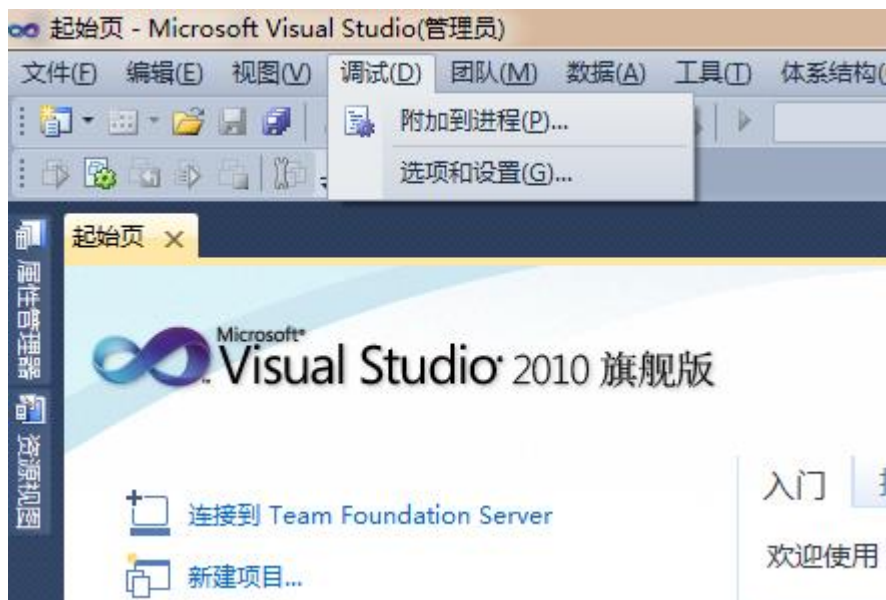 起始页 - Microsoft Visual Studio(管理员)
文件(F) 编辑(E) 视图(V) 调试(D) 团队(M) 数据(A) 工具(T) 体系结构(
附加到进程(P)...
选项和设置(G)...
起始页
属性管理器
资源视图
Microsoft
Visual Studio 2010 旗舰版
连接到 Team Foundation Server
新建项目...
入门
欢迎使用